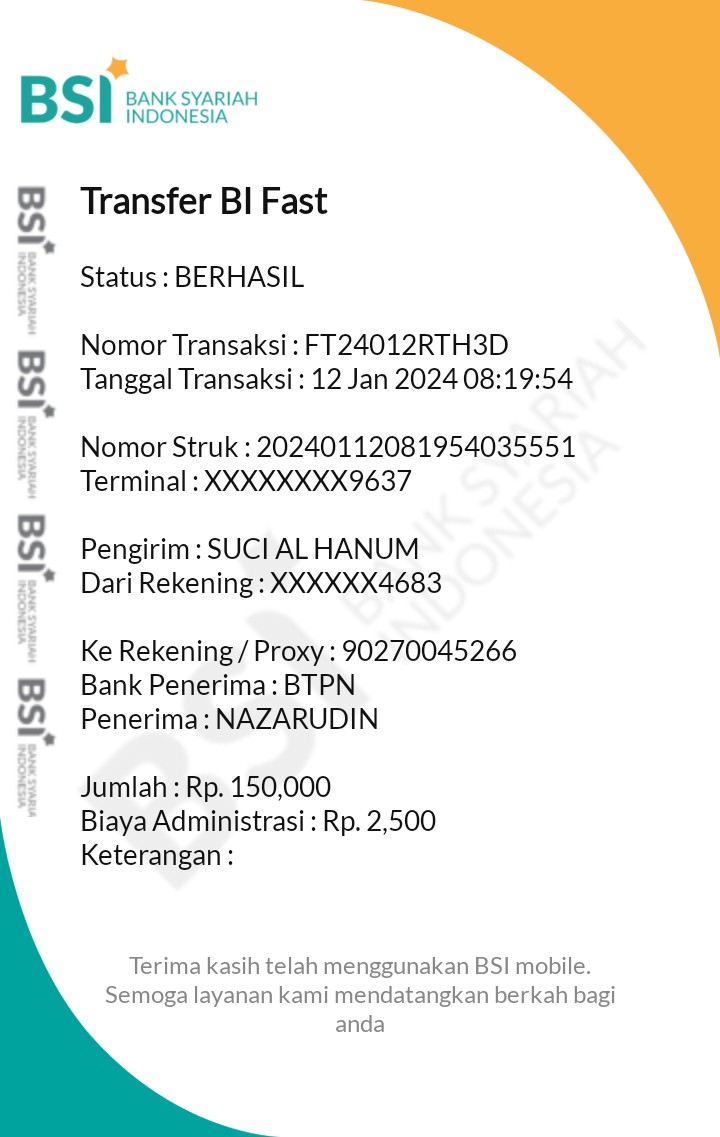 BSI BANK SYARIAH
INDONESIA
Transfer BI Fast
Status : BERHASIL
Nomor Transaksi : FT24012RTH3D
Tanggal Transaksi : 12 Jan 2024 08:19:54
Nomor Struk : 20240112081954035551
Terminal : XXXXXXXX9637
Pengirim : SUCI AL HANUM
Dari Rekening : XXXXXX4683
Ke Rekening / Proxy : 90270045266
Bank Penerima : BTPN
Penerima : NAZARUDIN
Jumlah : Rp. 150,000
Biaya Administrasi : Rp. 2,500
Keterangan :
Terima kasih telah menggunakan BSI mobile.
Semoga layanan kami mendatangkan berkah bagi
anda
BSI BANK SYARIAH
INDONESIA
BSI BANK SYARIAH
INDONESIA
BSI BANK SYARIAH
INDONESIA
BSI BANK SYARIA
INDONESIA
BSI BANK SYARIAH
INDONESIA